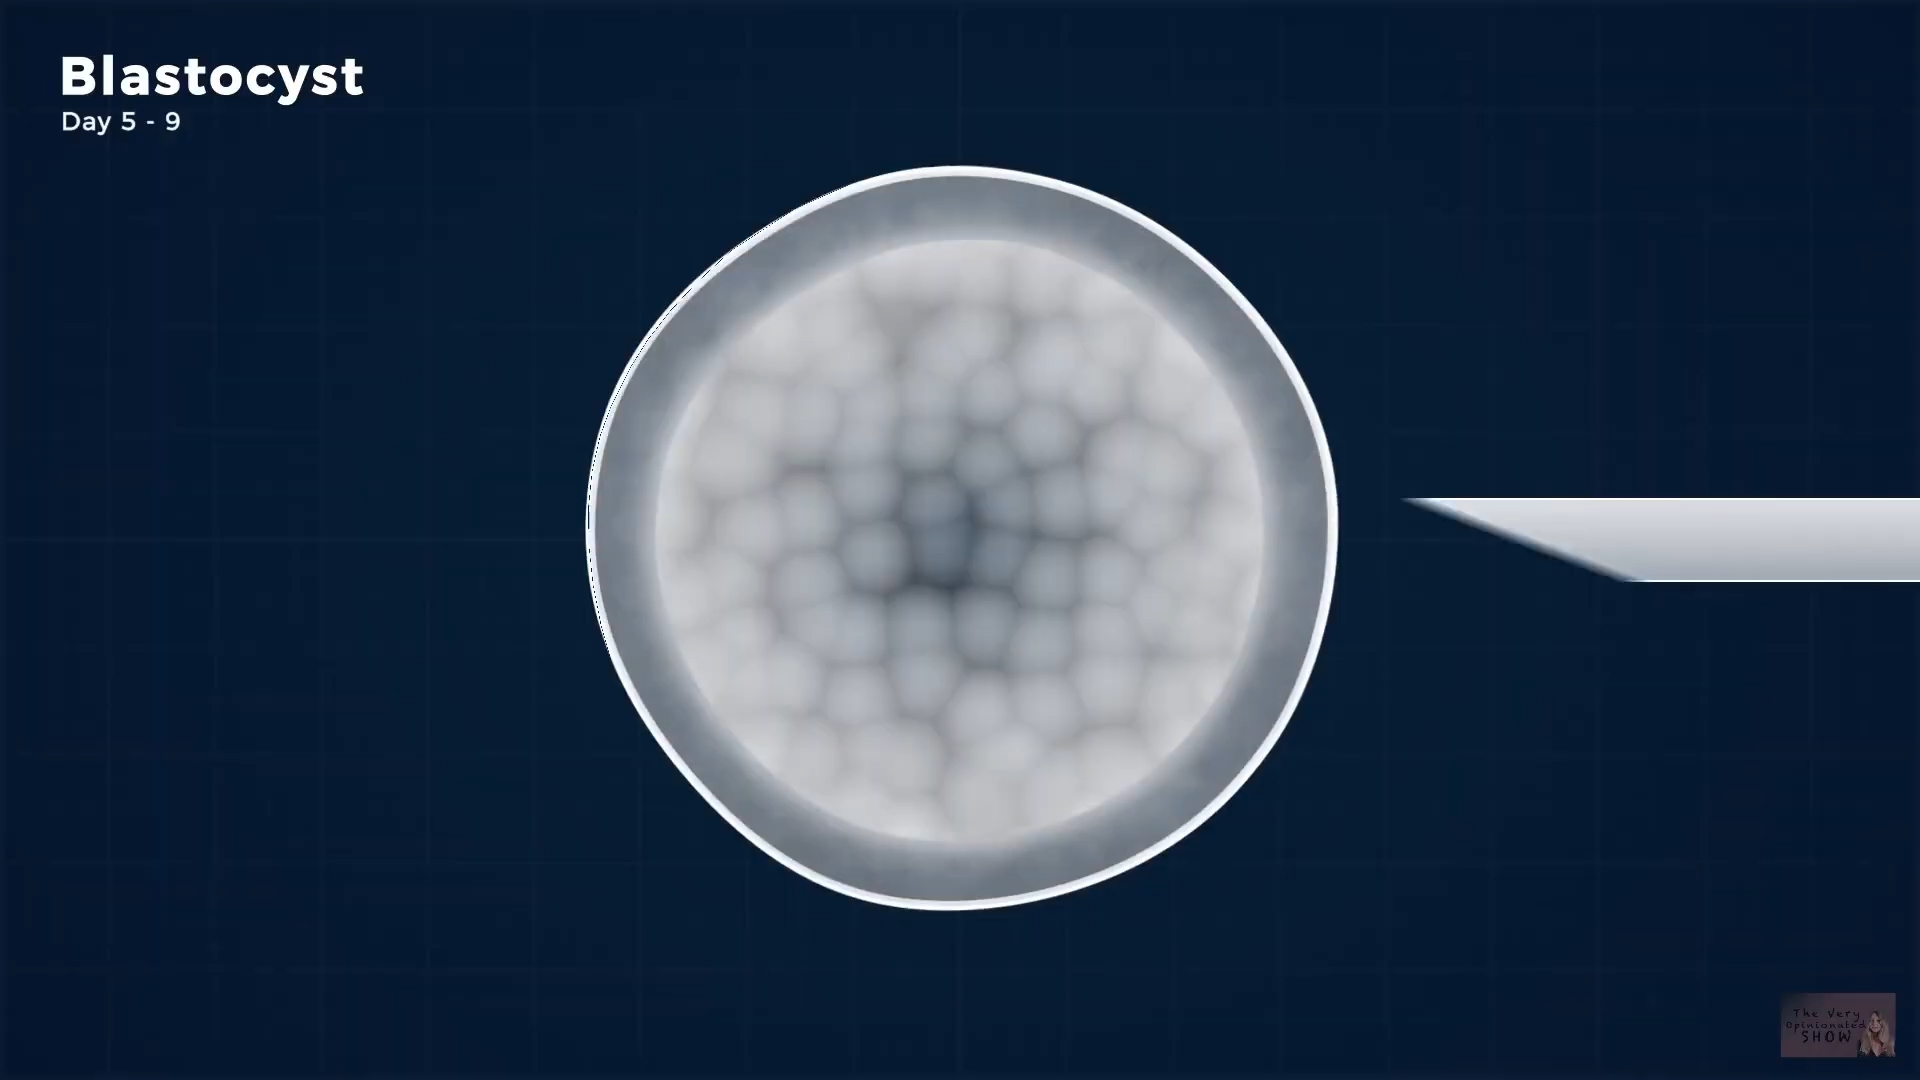 Blastocyst
Day 5 - 9
The Very
Opinionated
SHOW